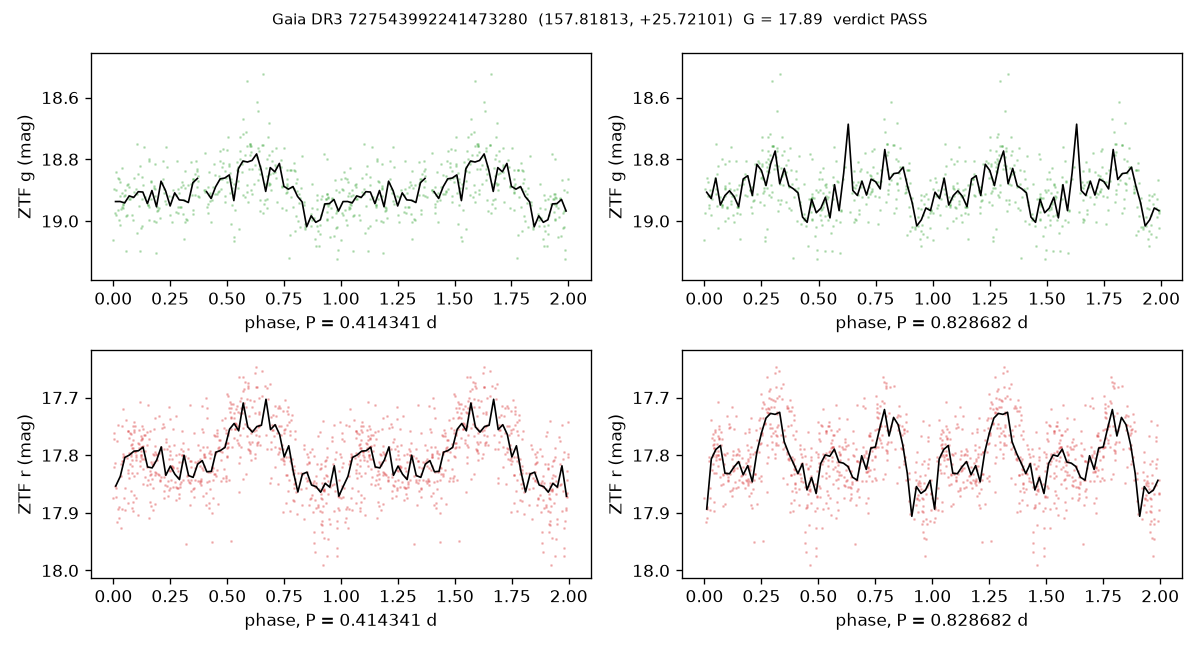 Gaia DR3 727543992241473280 (157.81813, +25.72101) G = 17.89 verdict PASS
ZTF g (mag)
18.6
18.8
19.0
0.00 0.25 0.50 0.75 1.00 1.25 1.50 1.75 2.00
phase, P = 0.414341 d
ZTF g (mag)
18.6
18.8
19.0
0.00 0.25 0.50 0.75 1.00 1.25 1.50 1.75 2.00
phase, P = 0.828682 d
ZTF r (mag)
17.7
17.8
17.9
18.0
0.00 0.25 0.50 0.75 1.00 1.25 1.50 1.75 2.00
phase, P = 0.414341 d
ZTF r (mag)
17.7
17.8
17.9
18.0
0.00 0.25 0.50 0.75 1.00 1.25 1.50 1.75 2.00
phase, P = 0.828682 d